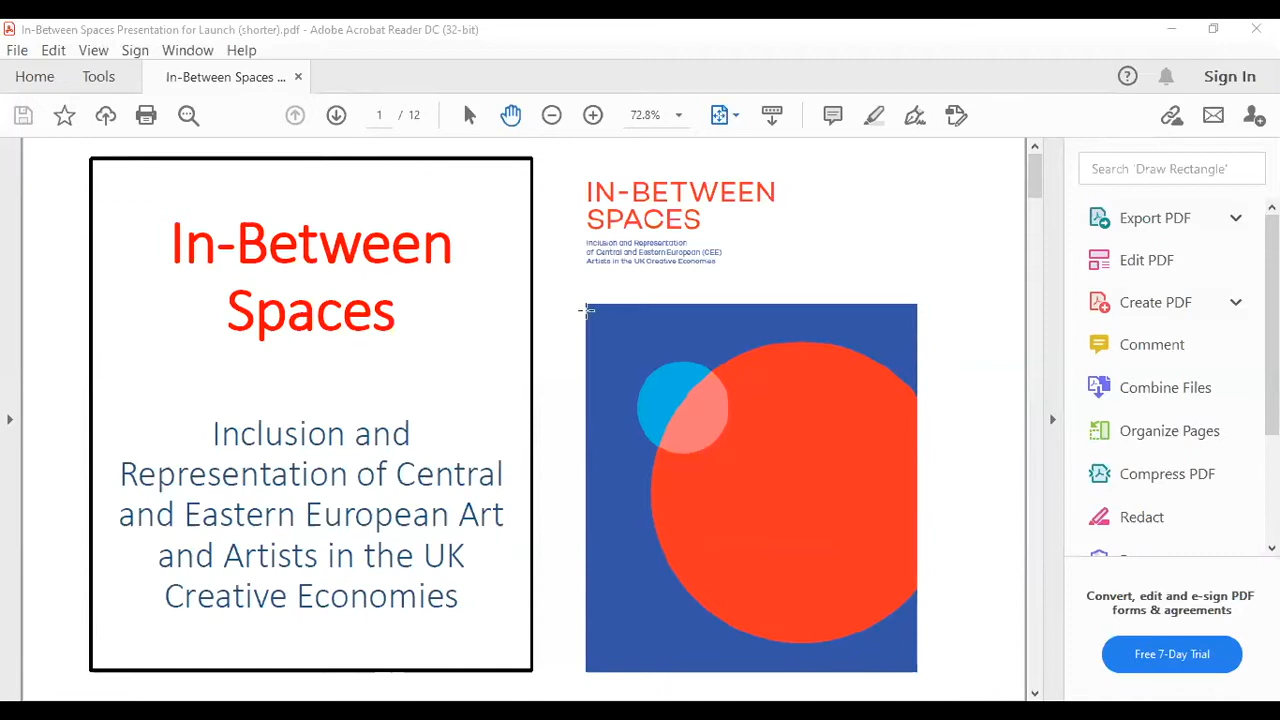 In-Between Spaces Presentation for Launch (shorter).pdf - Adobe Acrobat Reader DC (32-bit)
File Edit View Sign Window Help
Home Tools In-Between Spaces ... Sign In
1 / 12 72.8%
In-Between
Spaces
Inclusion and
Representation of Central
and Eastern European Art
and Artists in the UK
Creative Economies
IN-BETWEEN
SPACES
Inclusion and Representation
of Central and Eastern European (CEE)
Artists in the UK Creative Economies
Search 'Draw Rectangle'
Export PDF
Edit PDF
Create PDF
Comment
Combine Files
Organize Pages
Compress PDF
Redact
Convert, edit and e-sign PDF
forms & agreements
Free 7-Day Trial